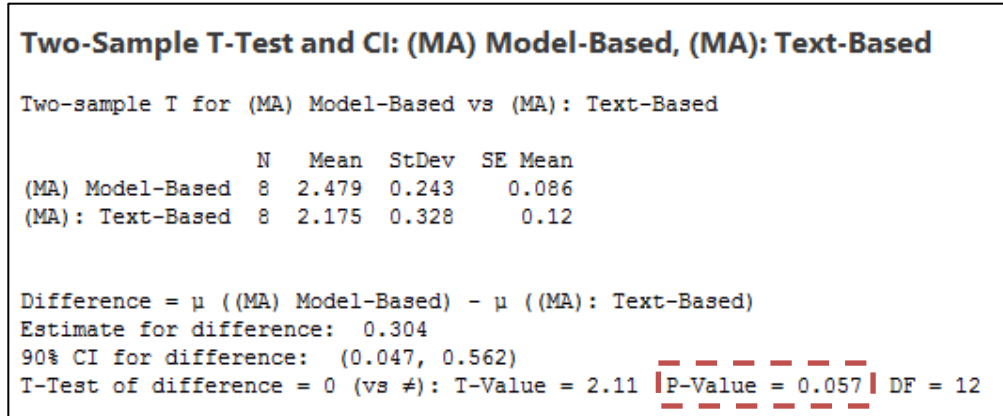 Two-Sample T-Test and CI: (MA) Model-Based, (MA): Text-Based
Two-sample T for (MA) Model-Based vs (MA): Text-Based
N Mean StDev SE Mean
(MA) Model-Based 8 2.479 0.243 0.086
(MA): Text-Based 8 2.175 0.328 0.12
Difference = μ ((MA) Model-Based) - μ ((MA): Text-Based)
Estimate for difference: 0.304
90% CI for difference: (0.047, 0.562)
T-Test of difference = 0 (vs ≠): T-Value = 2.11 P-Value = 0.057 DF = 12